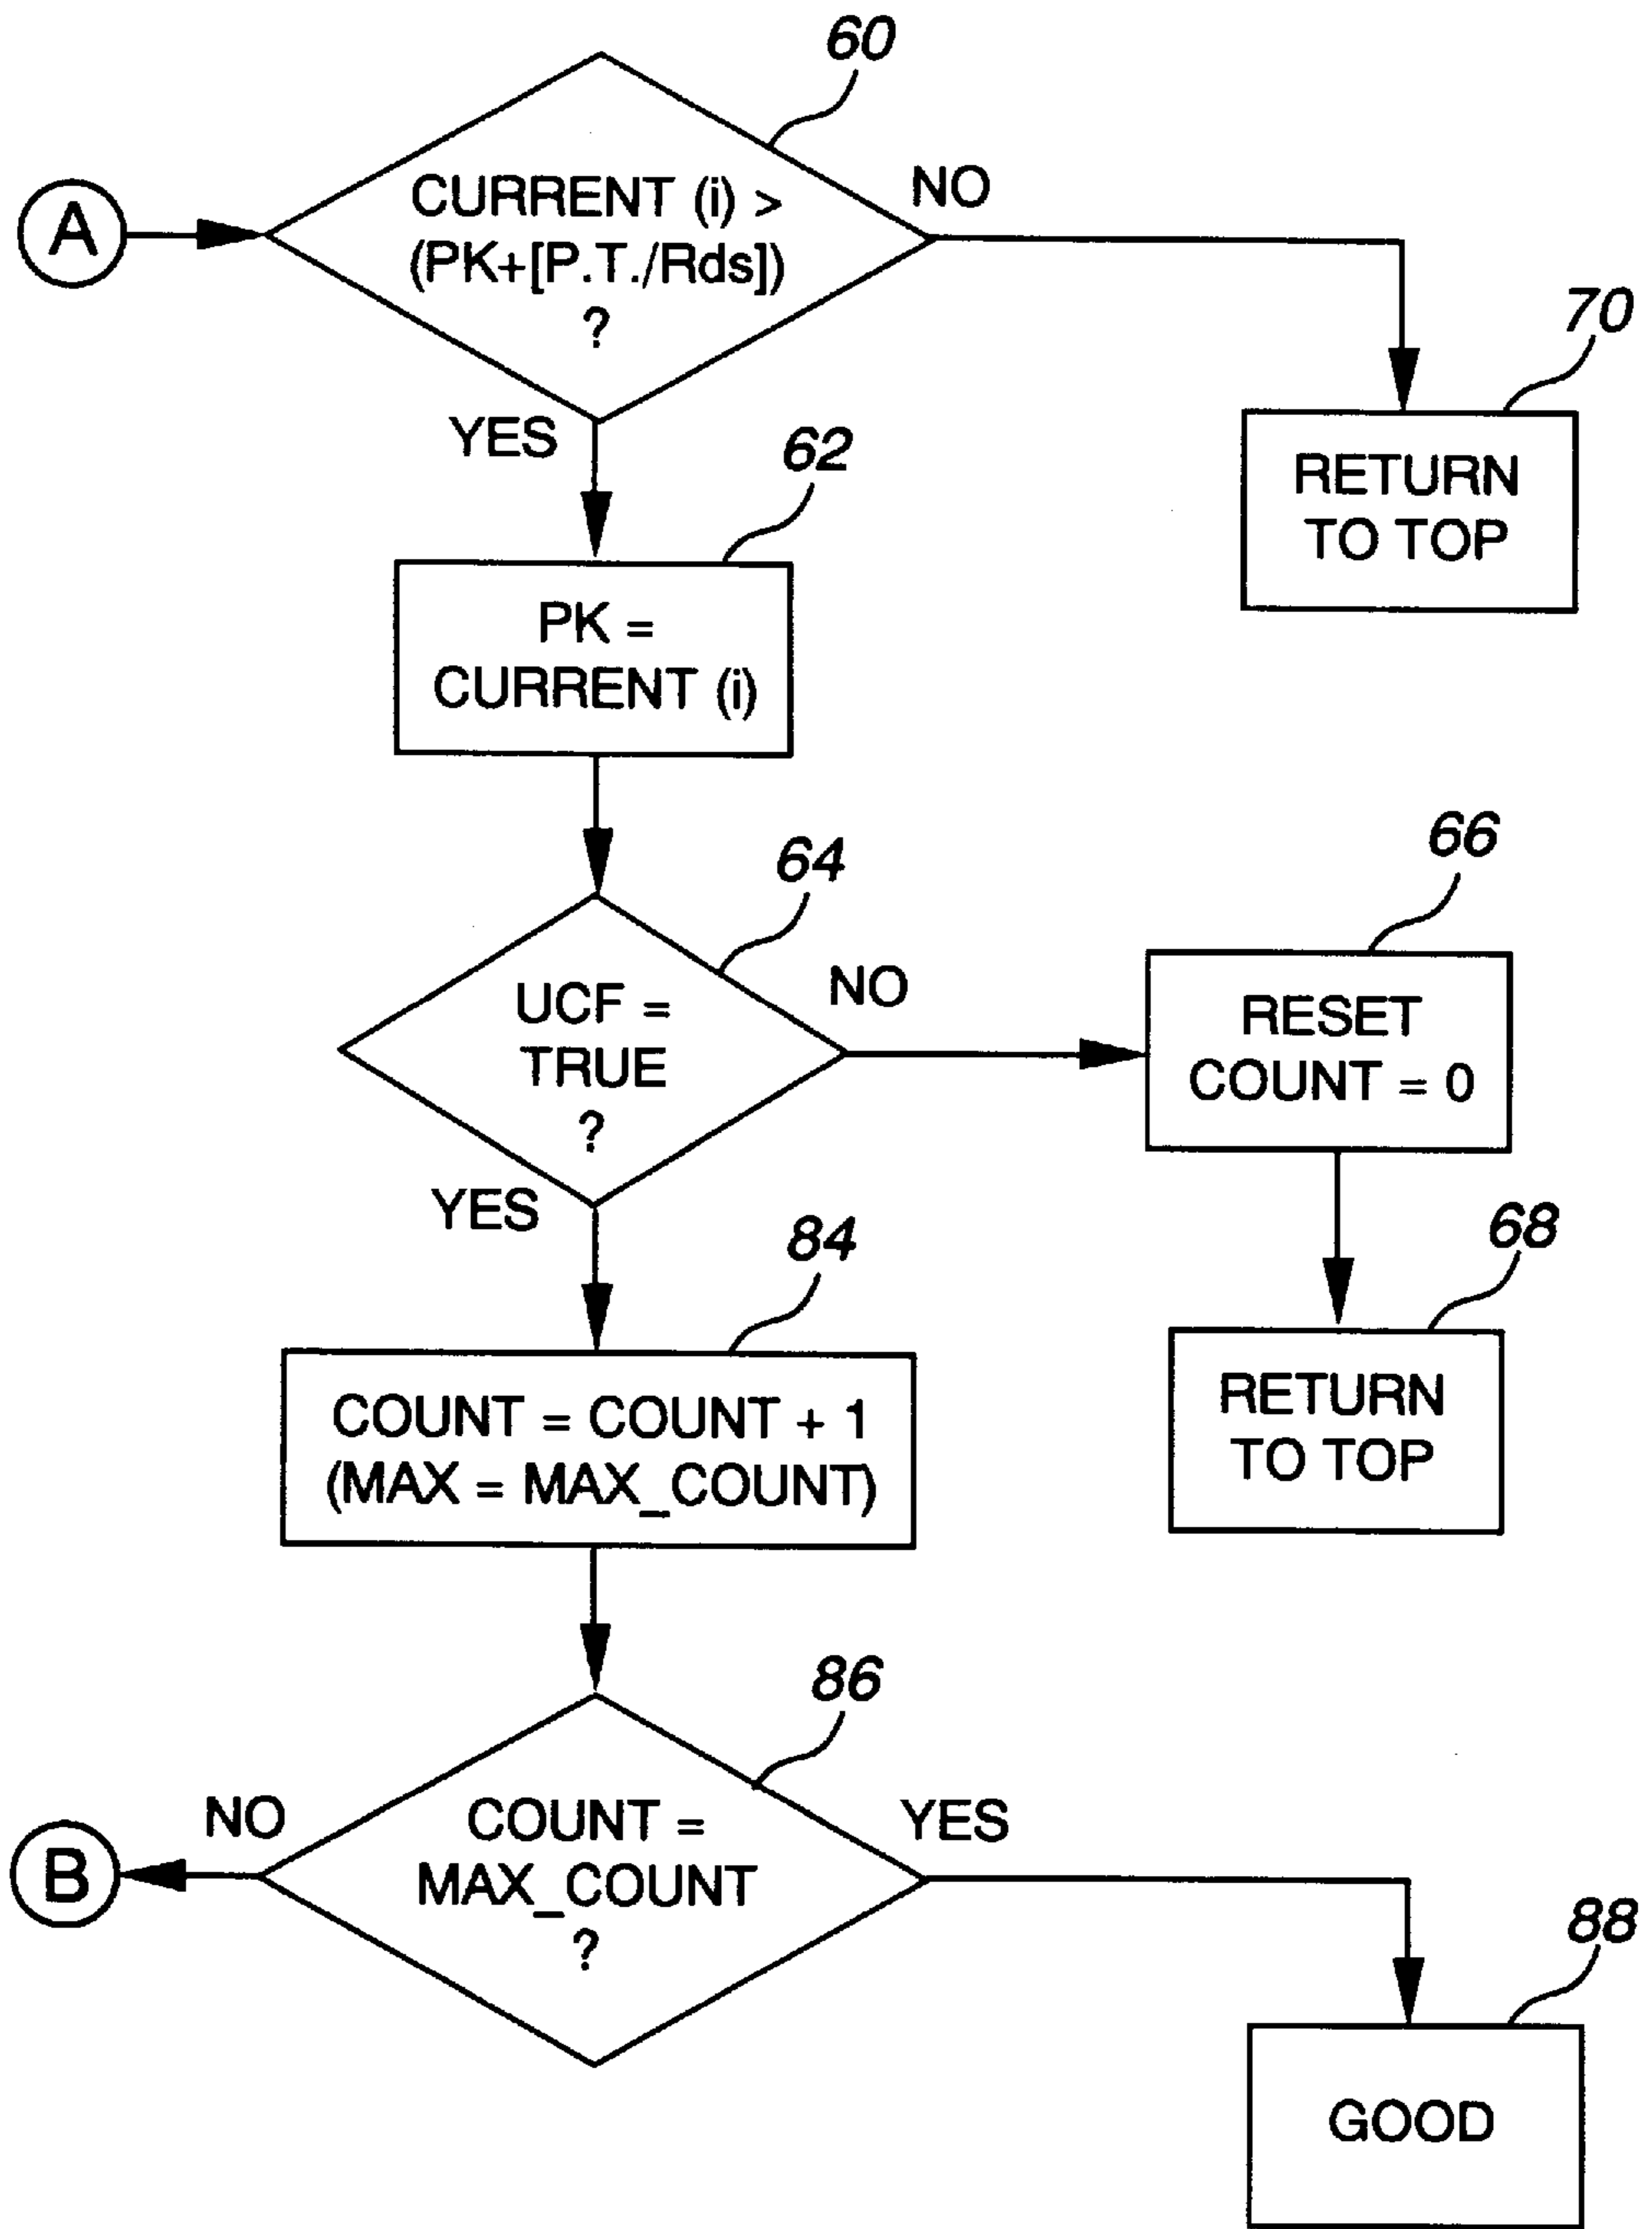 60
A
CURRENT (i) >
(PK+[P.T./Rds])
?
NO
YES
70
RETURN
TO TOP
62
PK =
CURRENT (i)
64
UCF =
TRUE
?
NO
YES
66
RESET
COUNT = 0
68
RETURN
TO TOP
84
COUNT = COUNT + 1
(MAX = MAX_COUNT)
86
COUNT =
MAX_COUNT
?
NO
B
YES
88
GOOD